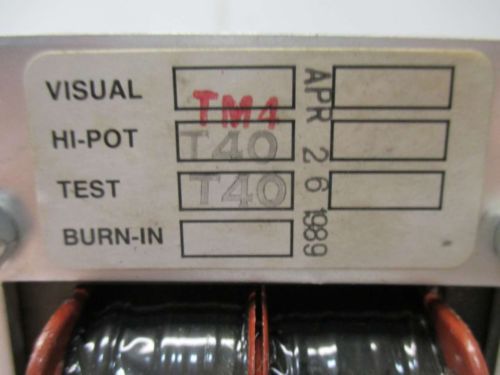 VISUAL TM4
HI-POT T40
TEST T40
BURN-IN
APR 26 1989